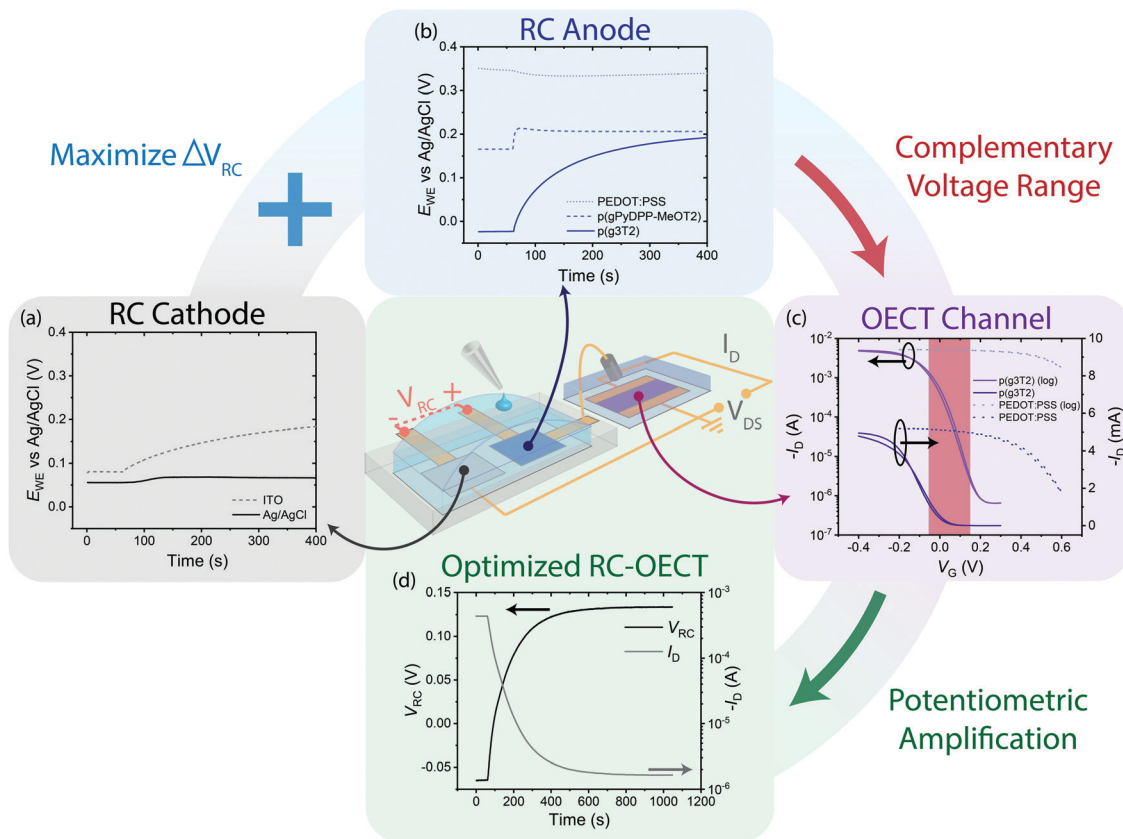 (b)
RC Anode
0.4
0.3
0.2
0.1
0.0
E_WE vs Ag/AgCl (V)
PEDOT:PSS
p(gPyDPP-MeOT2)
p(g3T2)
0 100 200 300 400
Time (s)
Maximize ΔV_RC
+
Complementary
Voltage Range
(a)
RC Cathode
0.4
0.3
0.2
0.1
0.0
E_WE vs Ag/AgCl (V)
ITO
Ag/AgCl
0 100 200 300 400
Time (s)
- V_RC +
I_D
V_DS
(c)
OECT Channel
10^-2
10^-3
10^-4
10^-5
10^-6
10^-7
-I_D (A)
p(g3T2) (log)
p(g3T2)
PEDOT:PSS (log)
PEDOT:PSS
10
8
6
4
2
0
-I_D (mA)
-0.4 -0.2 0.0 0.2 0.4 0.6
V_G (V)
Optimized RC-OECT
(d)
0.15
0.10
0.05
0.00
-0.05
V_RC (V)
V_RC
I_D
10^-3
10^-4
10^-5
10^-6
-I_D (A)
0 200 400 600 800 1000 1200
Time (s)
Potentiometric
Amplification